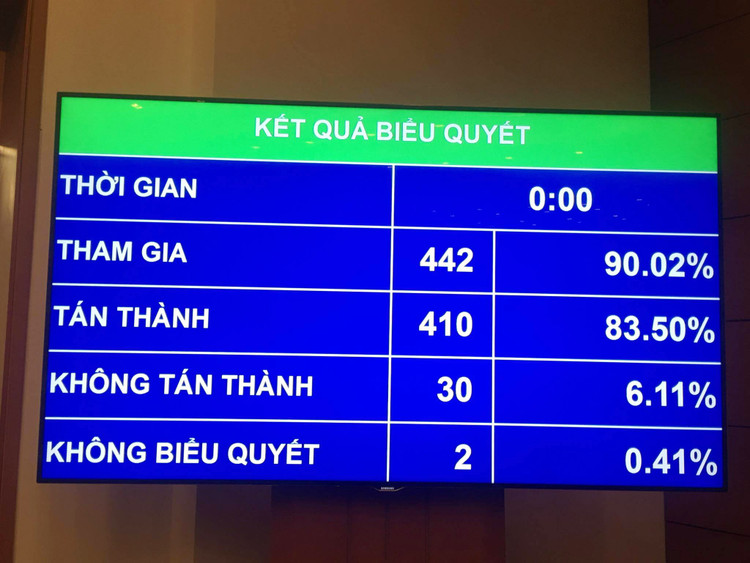 KẾT QUẢ BIỂU QUYẾT
THỜI GIAN 0:00
THAM GIA 442 90.02%
TÁN THÀNH 410 83.50%
KHÔNG TÁN THÀNH 30 6.11%
KHÔNG BIỂU QUYẾT 2 0.41%
SAMSUNG